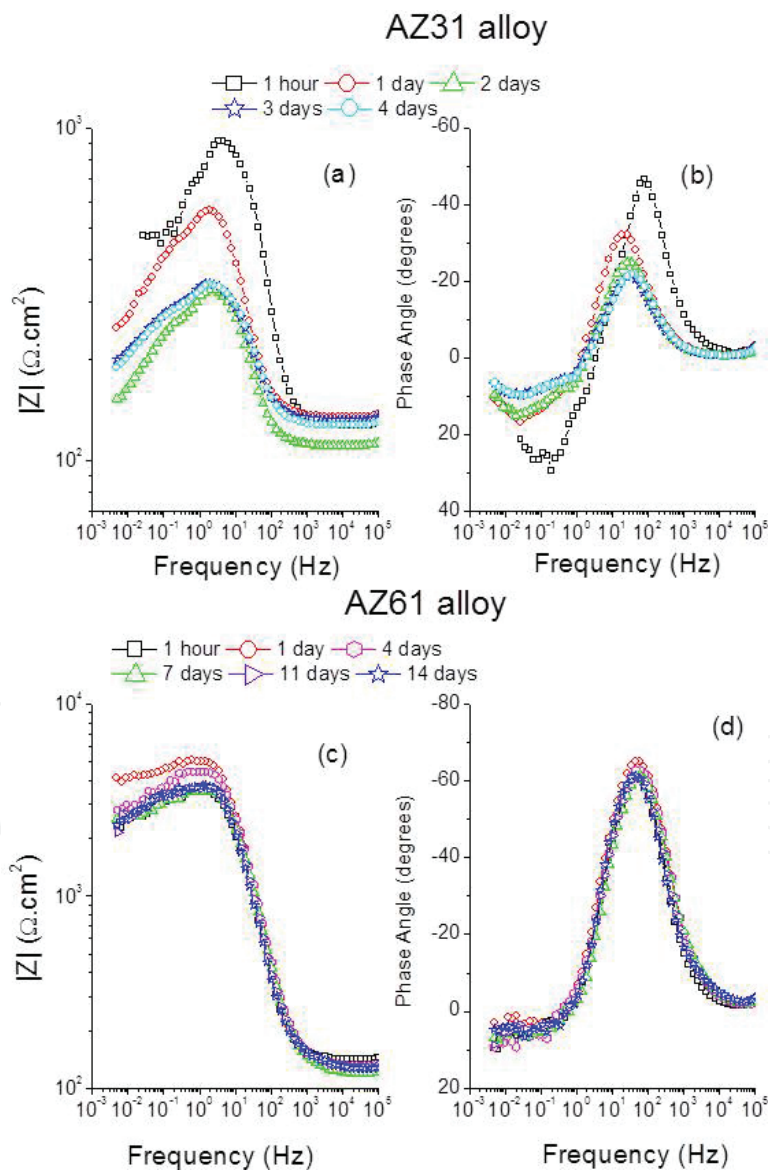 AZ31 alloy
1 hour 1 day 2 days
3 days 4 days
10³ 10² |Z| (Ω.cm²)
(a)
10⁻³ 10⁻² 10⁻¹ 10⁰ 10¹ 10² 10³ 10⁴ 10⁵
Frequency (Hz)
-60 -40 -20 0 20 40 Phase Angle (degrees)
(b)
10⁻³ 10⁻² 10⁻¹ 10⁰ 10¹ 10² 10³ 10⁴ 10⁵
Frequency (Hz)
AZ61 alloy
1 hour 1 day 4 days
7 days 11 days 14 days
10⁴ 10³ 10² |Z| (Ω.cm²)
(c)
10⁻³ 10⁻² 10⁻¹ 10⁰ 10¹ 10² 10³ 10⁴ 10⁵
Frequency (Hz)
-80 -60 -40 -20 0 20 Phase Angle (degrees)
(d)
10⁻³ 10⁻² 10⁻¹ 10⁰ 10¹ 10² 10³ 10⁴ 10⁵
Frequency (Hz)